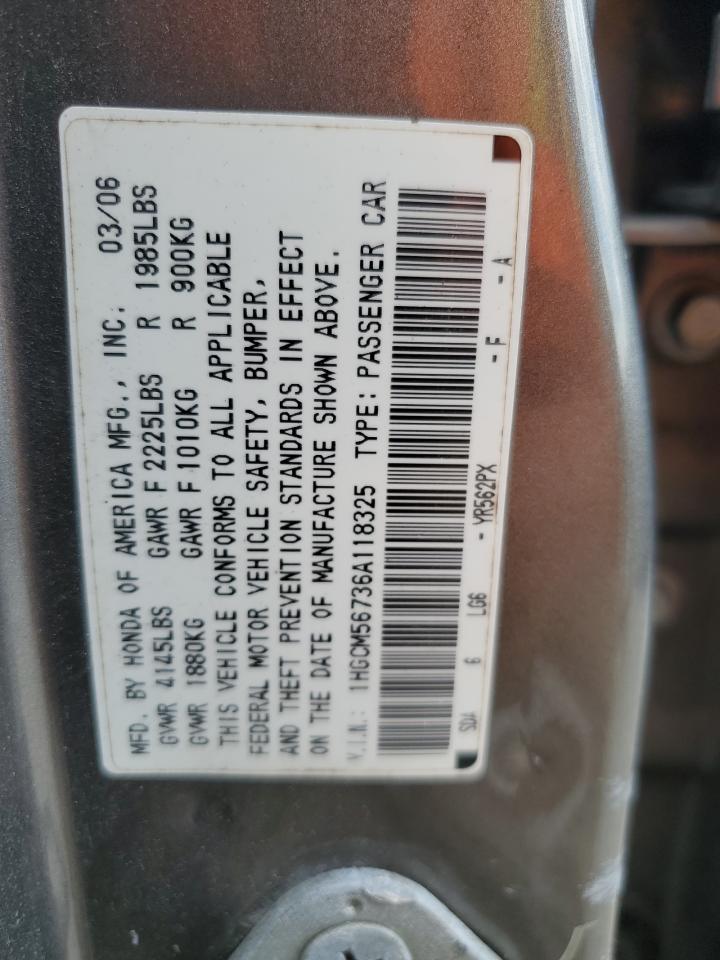 MFD. BY HONDA OF AMERICA MFG., INC. 03/06
GVWR 4145LBS GAWR F 2225LBS R 1985LBS
GVWR 1880KG GAWR F 1010KG R 900KG
THIS VEHICLE CONFORMS TO ALL APPLICABLE
FEDERAL MOTOR VEHICLE SAFETY, BUMPER,
AND THEFT PREVENTION STANDARDS IN EFFECT
ON THE DATE OF MANUFACTURE SHOWN ABOVE.
V.I.N.: 1HGCM56736A118325 TYPE: PASSENGER CAR
SDA 6 LG6 - YR562PX - F - A